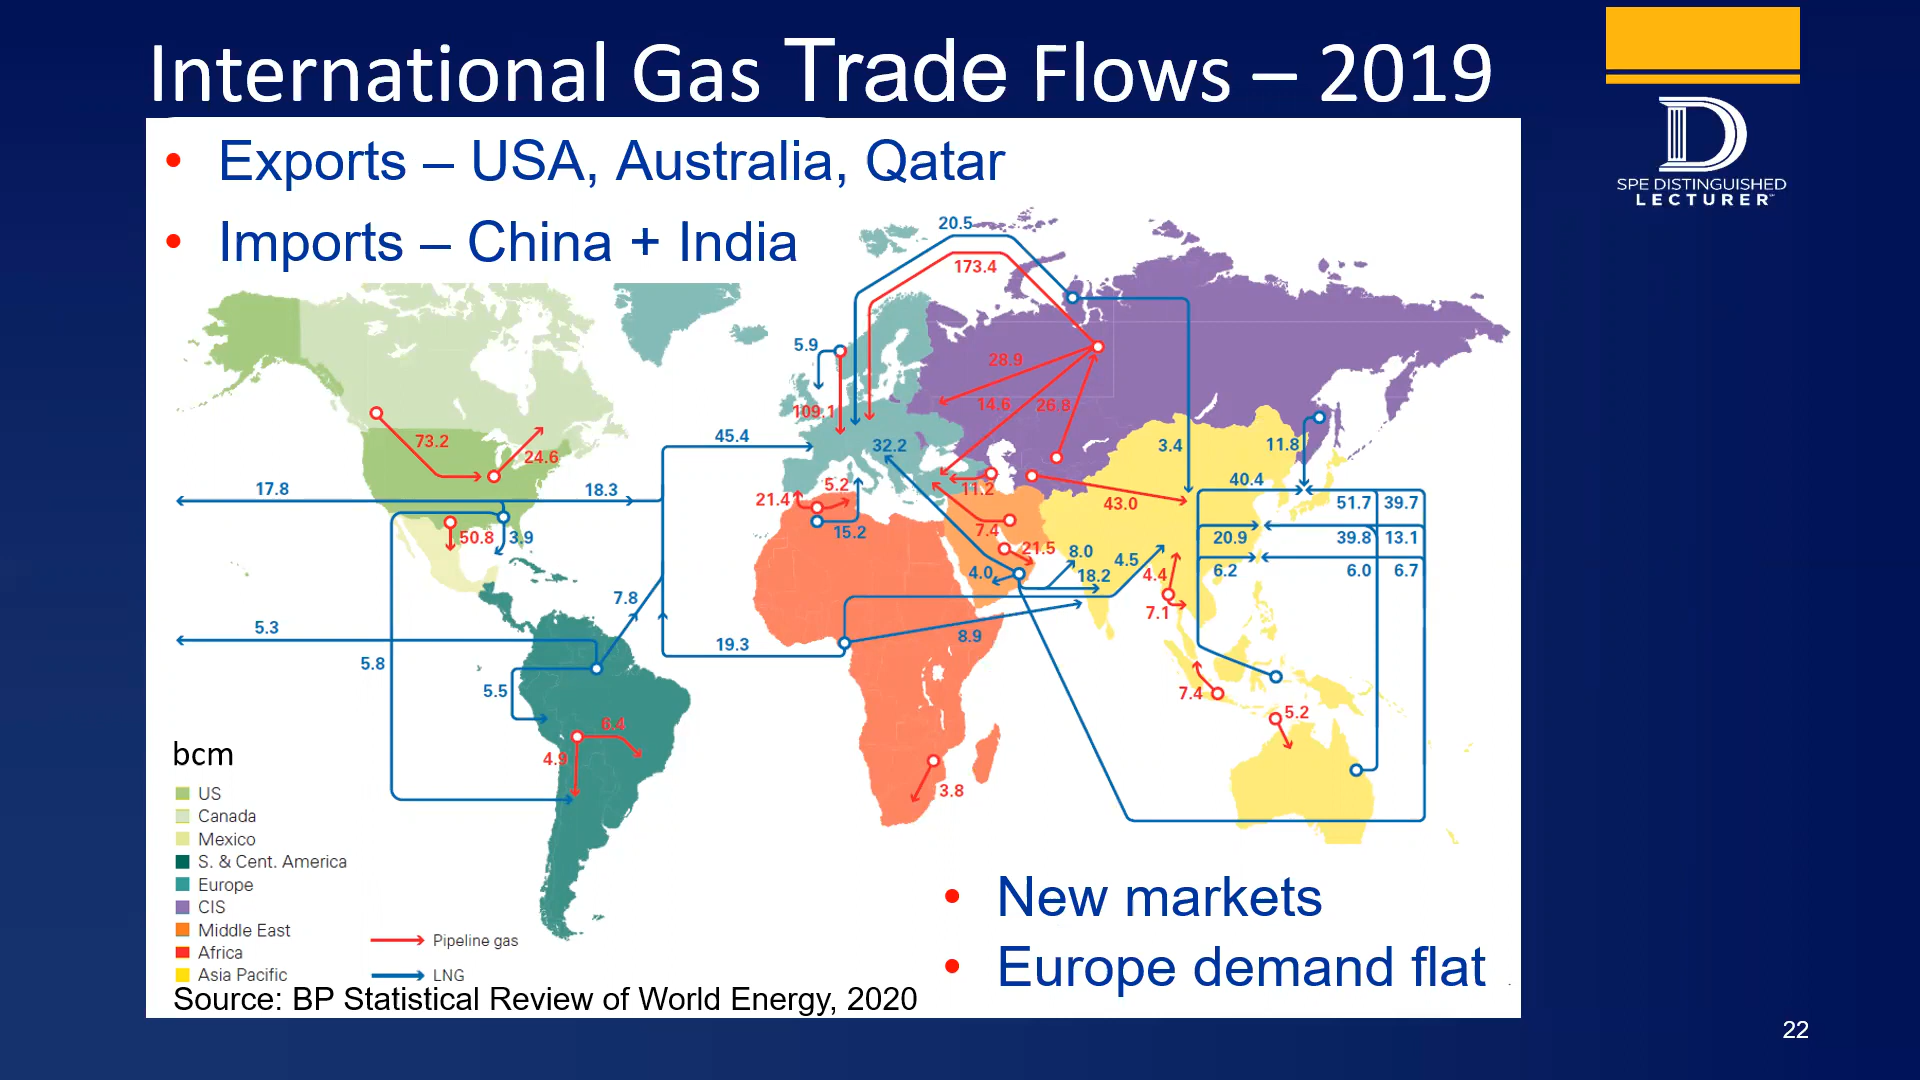 International Gas Trade Flows – 2019
• Exports – USA, Australia, Qatar
• Imports – China + India
SPE DISTINGUISHED
LECTURER™
20.5
173.4
5.9
28.9
109.1
14.6
26.8
73.2
24.6
45.4
32.2
3.4
11.8
17.8
18.3
21.4
5.2
11.2
43.0
40.4
51.7
39.7
50.8
3.9
15.2
7.4
21.5
20.9
39.8
13.1
8.0
4.5
4.0
18.2
4.4
6.2
6.0
6.7
7.8
7.1
5.3
19.3
8.9
5.8
5.5
7.4
5.2
6.4
4.9
3.8
bcm
US
Canada
Mexico
S. & Cent. America
Europe
CIS
Middle East
Africa
Asia Pacific
Pipeline gas
LNG
• New markets
• Europe demand flat
Source: BP Statistical Review of World Energy, 2020
22